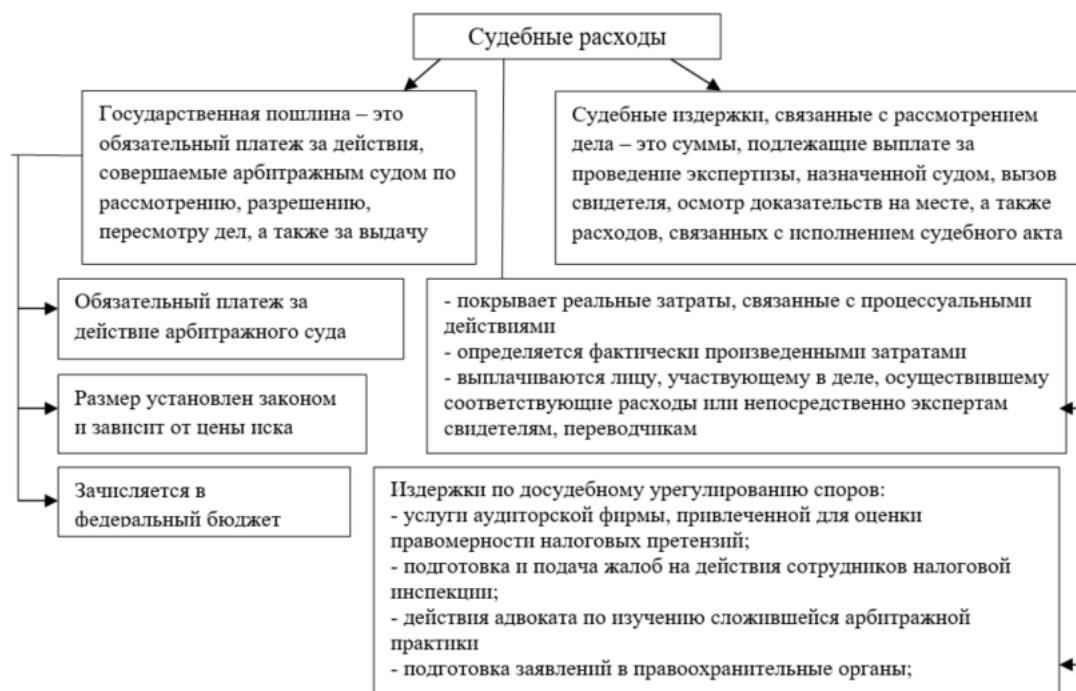 Судебные расходы
Государственная пошлина – это
обязательный платеж за действия,
совершаемые арбитражным судом по
рассмотрению, разрешению,
пересмотру дел, а также за выдачу
Судебные издержки, связанные с рассмотрением
дела – это суммы, подлежащие выплате за
проведение экспертизы, назначенной судом, вызов
свидетеля, осмотр доказательств на месте, а также
расходов, связанных с исполнением судебного акта
Обязательный платеж за
действие арбитражного суда
Размер установлен законом
и зависит от цены иска
Зачисляется в
федеральный бюджет
- покрывает реальные затраты, связанные с процессуальными
действиями
- определяется фактически произведенными затратами
- выплачиваются лицу, участвующему в деле, осуществившему
соответствующие расходы или непосредственно экспертам
свидетелям, переводчикам
Издержки по досудебному урегулированию споров:
- услуги аудиторской фирмы, привлеченной для оценки
правомерности налоговых претензий;
- подготовка и подача жалоб на действия сотрудников налоговой
инспекции;
- действия адвоката по изучению сложившейся арбитражной
практики
- подготовка заявлений в правоохранительные органы;